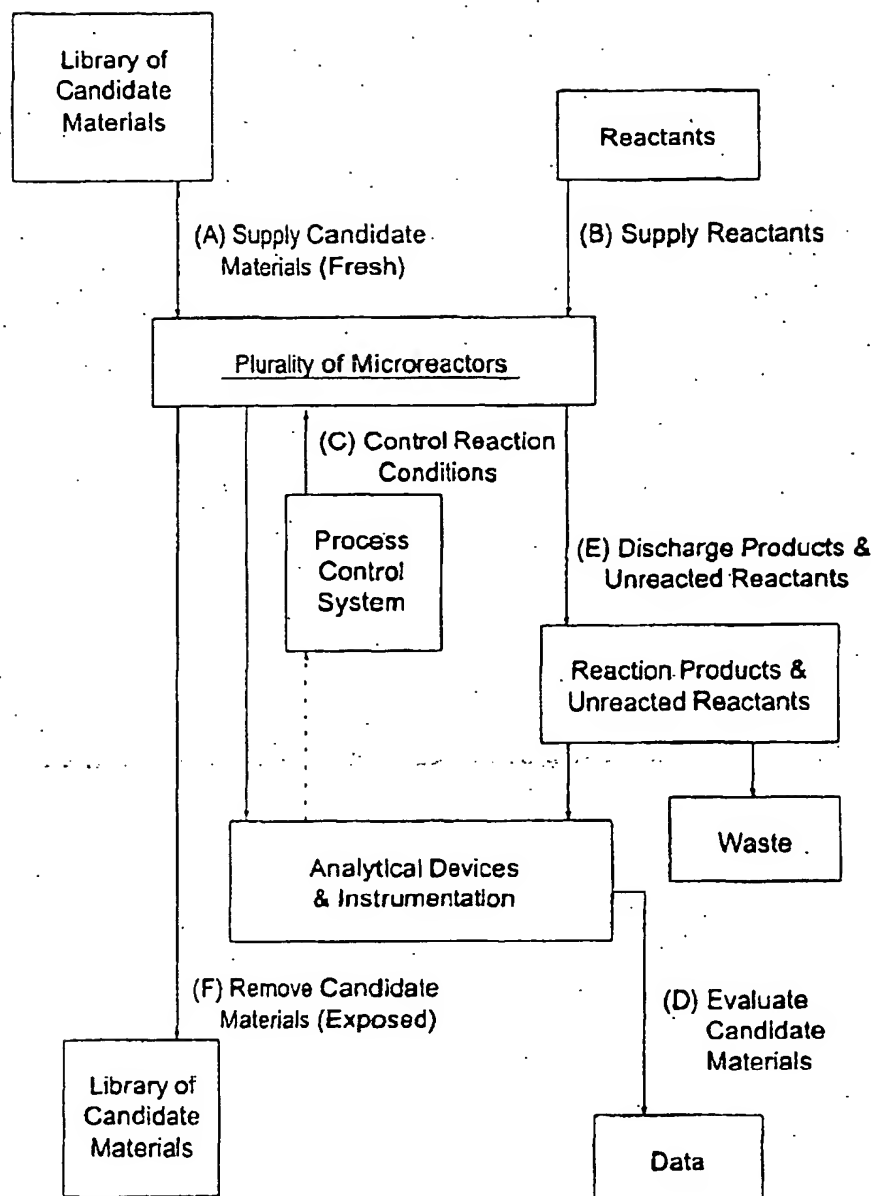 Library of
Candidate
Materials
Reactants
(A) Supply Candidate
Materials (Fresh)
(B) Supply Reactants
Plurality of Microreactors
(C) Control Reaction
Conditions
Process
Control
System
(E) Discharge Products &
Unreacted Reactants
Reaction Products &
Unreacted Reactants
Waste
Analytical Devices
& Instrumentation
(F) Remove Candidate
Materials (Exposed)
(D) Evaluate
Candidate
Materials
Library of
Candidate
Materials
Data